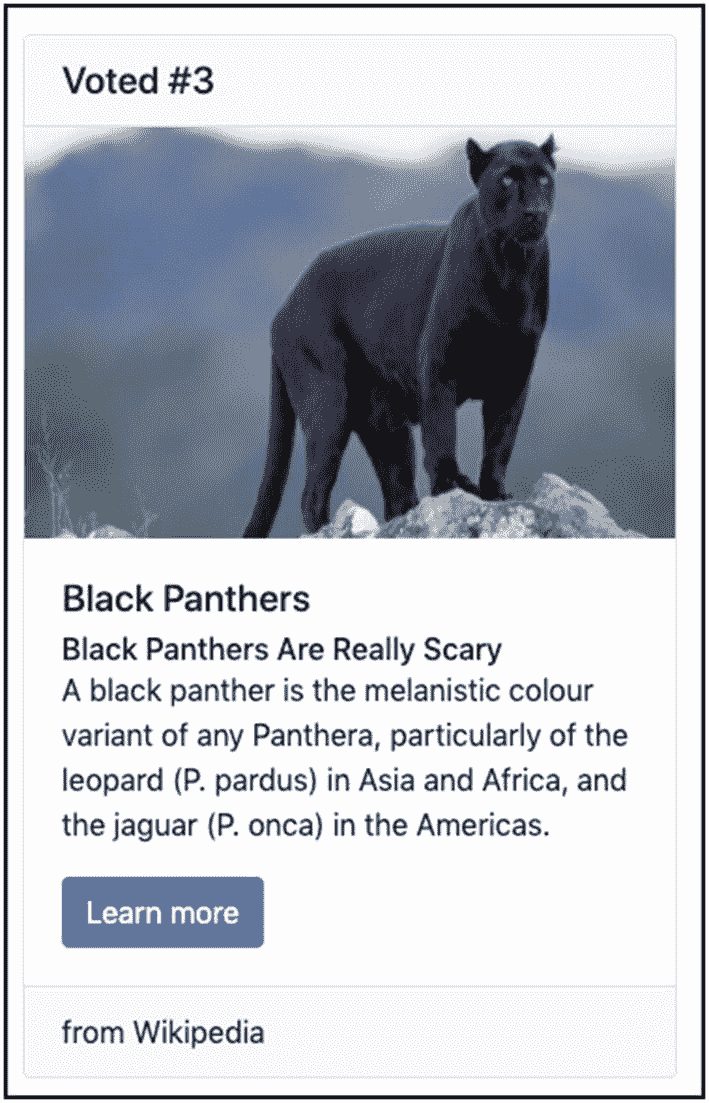 Voted #3
Black Panthers
Black Panthers Are Really Scary
A black panther is the melanistic colour
variant of any Panthera, particularly of the
leopard (P. pardus) in Asia and Africa, and
the jaguar (P. onca) in the Americas.
Learn more
from Wikipedia